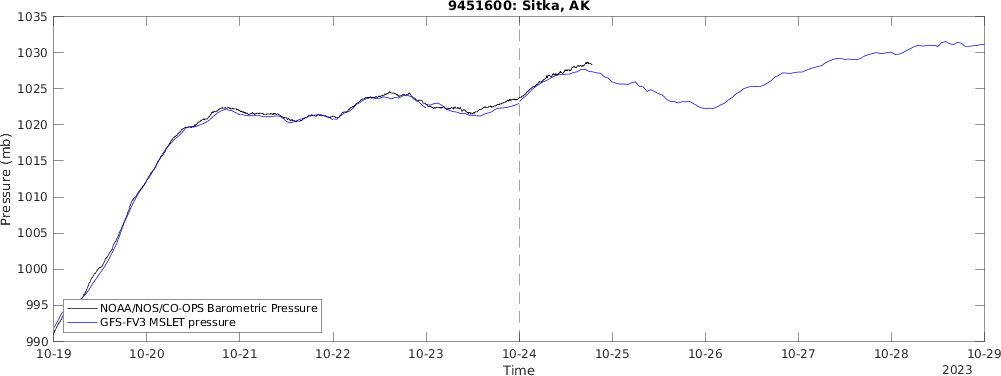 9451600: Sitka, AK
1035
1030
1025
1020
1015
1010
1005
1000
995
990
Pressure (mb)
NOAA/NOS/CO-OPS Barometric Pressure
GFS-FV3 MSLET pressure
10-19 10-20 10-21 10-22 10-23 10-24 10-25 10-26 10-27 10-28 10-29
Time
2023